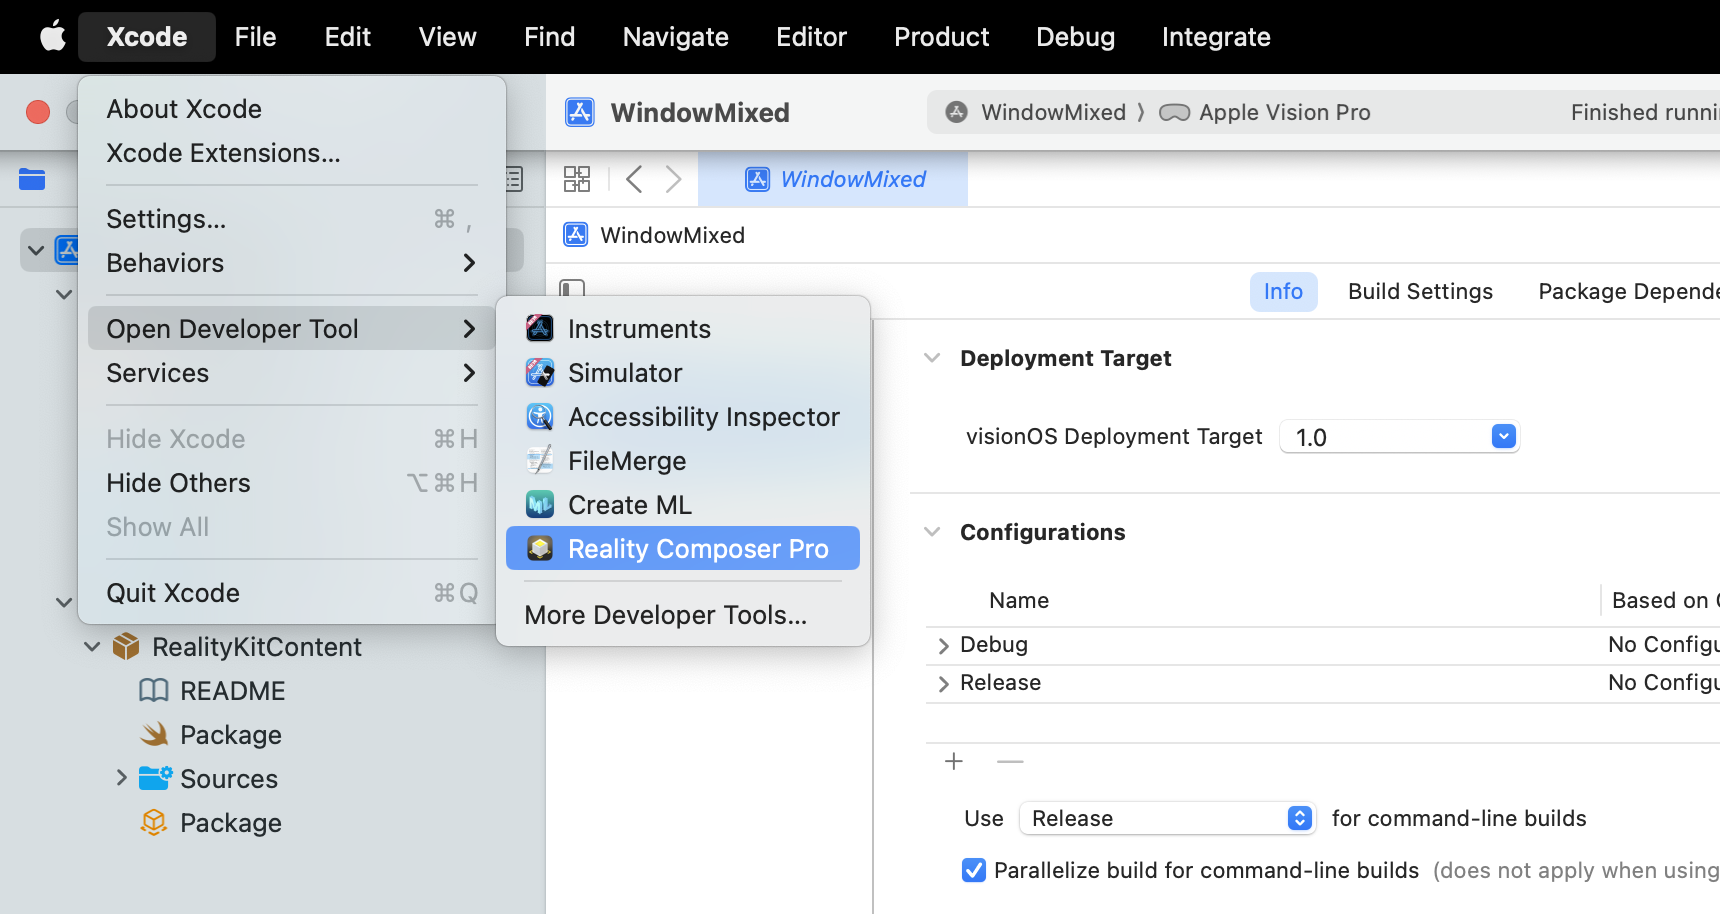 Xcode File Edit View Find Navigate Editor Product Debug Integrate
WindowMixed
WindowMixed ⟩ Apple Vision Pro
Finished runni
About Xcode
Xcode Extensions...
Settings... ⌘ ,
Behaviors
Open Developer Tool
Services
Hide Xcode ⌘H
Hide Others ⌥⌘H
Show All
Quit Xcode ⌘Q
Instruments
Simulator
Accessibility Inspector
FileMerge
Create ML
Reality Composer Pro
More Developer Tools...
RealityKitContent
README
Package
Sources
Package
WindowMixed
WindowMixed
Info Build Settings Package Depende
Deployment Target
visionOS Deployment Target 1.0
Configurations
Name Based on C
Debug No Configu
Release No Configu
Use Release for command-line builds
Parallelize build for command-line builds (does not apply when using